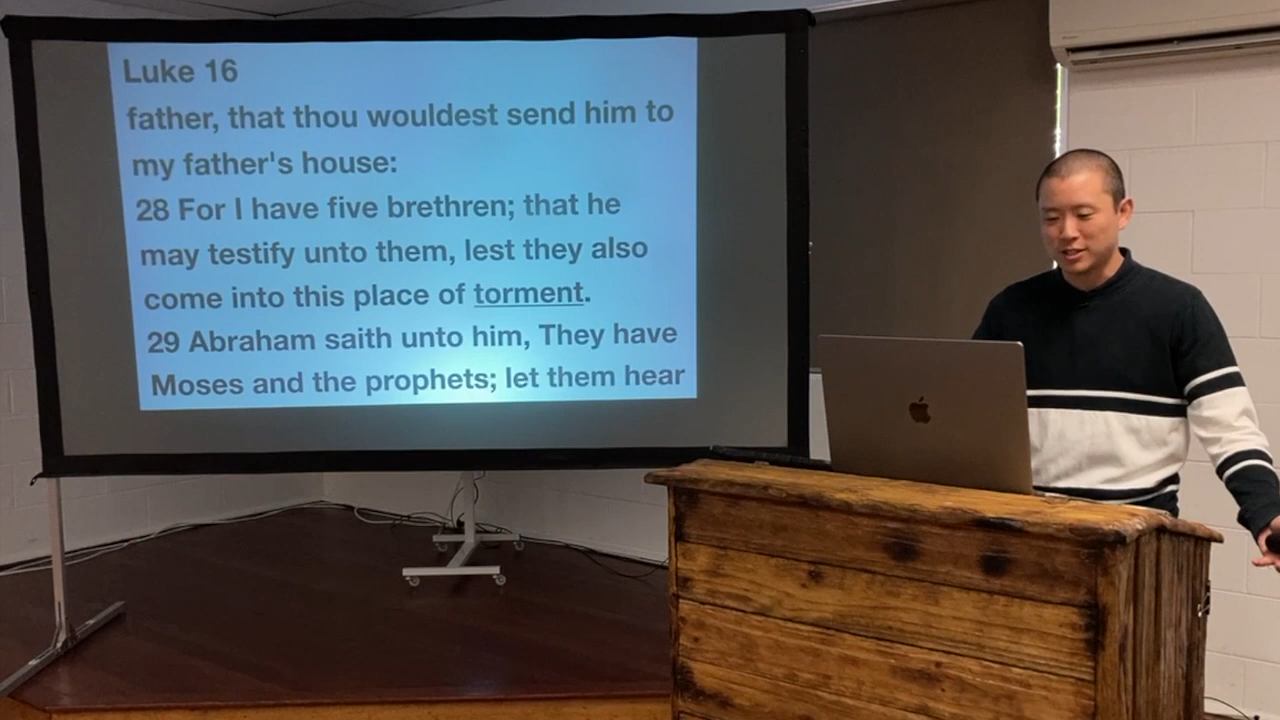 Luke 16
father, that thou wouldest send him to
my father's house:
28 For I have five brethren; that he
may testify unto them, lest they also
come into this place of torment.
29 Abraham saith unto him, They have
Moses and the prophets; let them hear